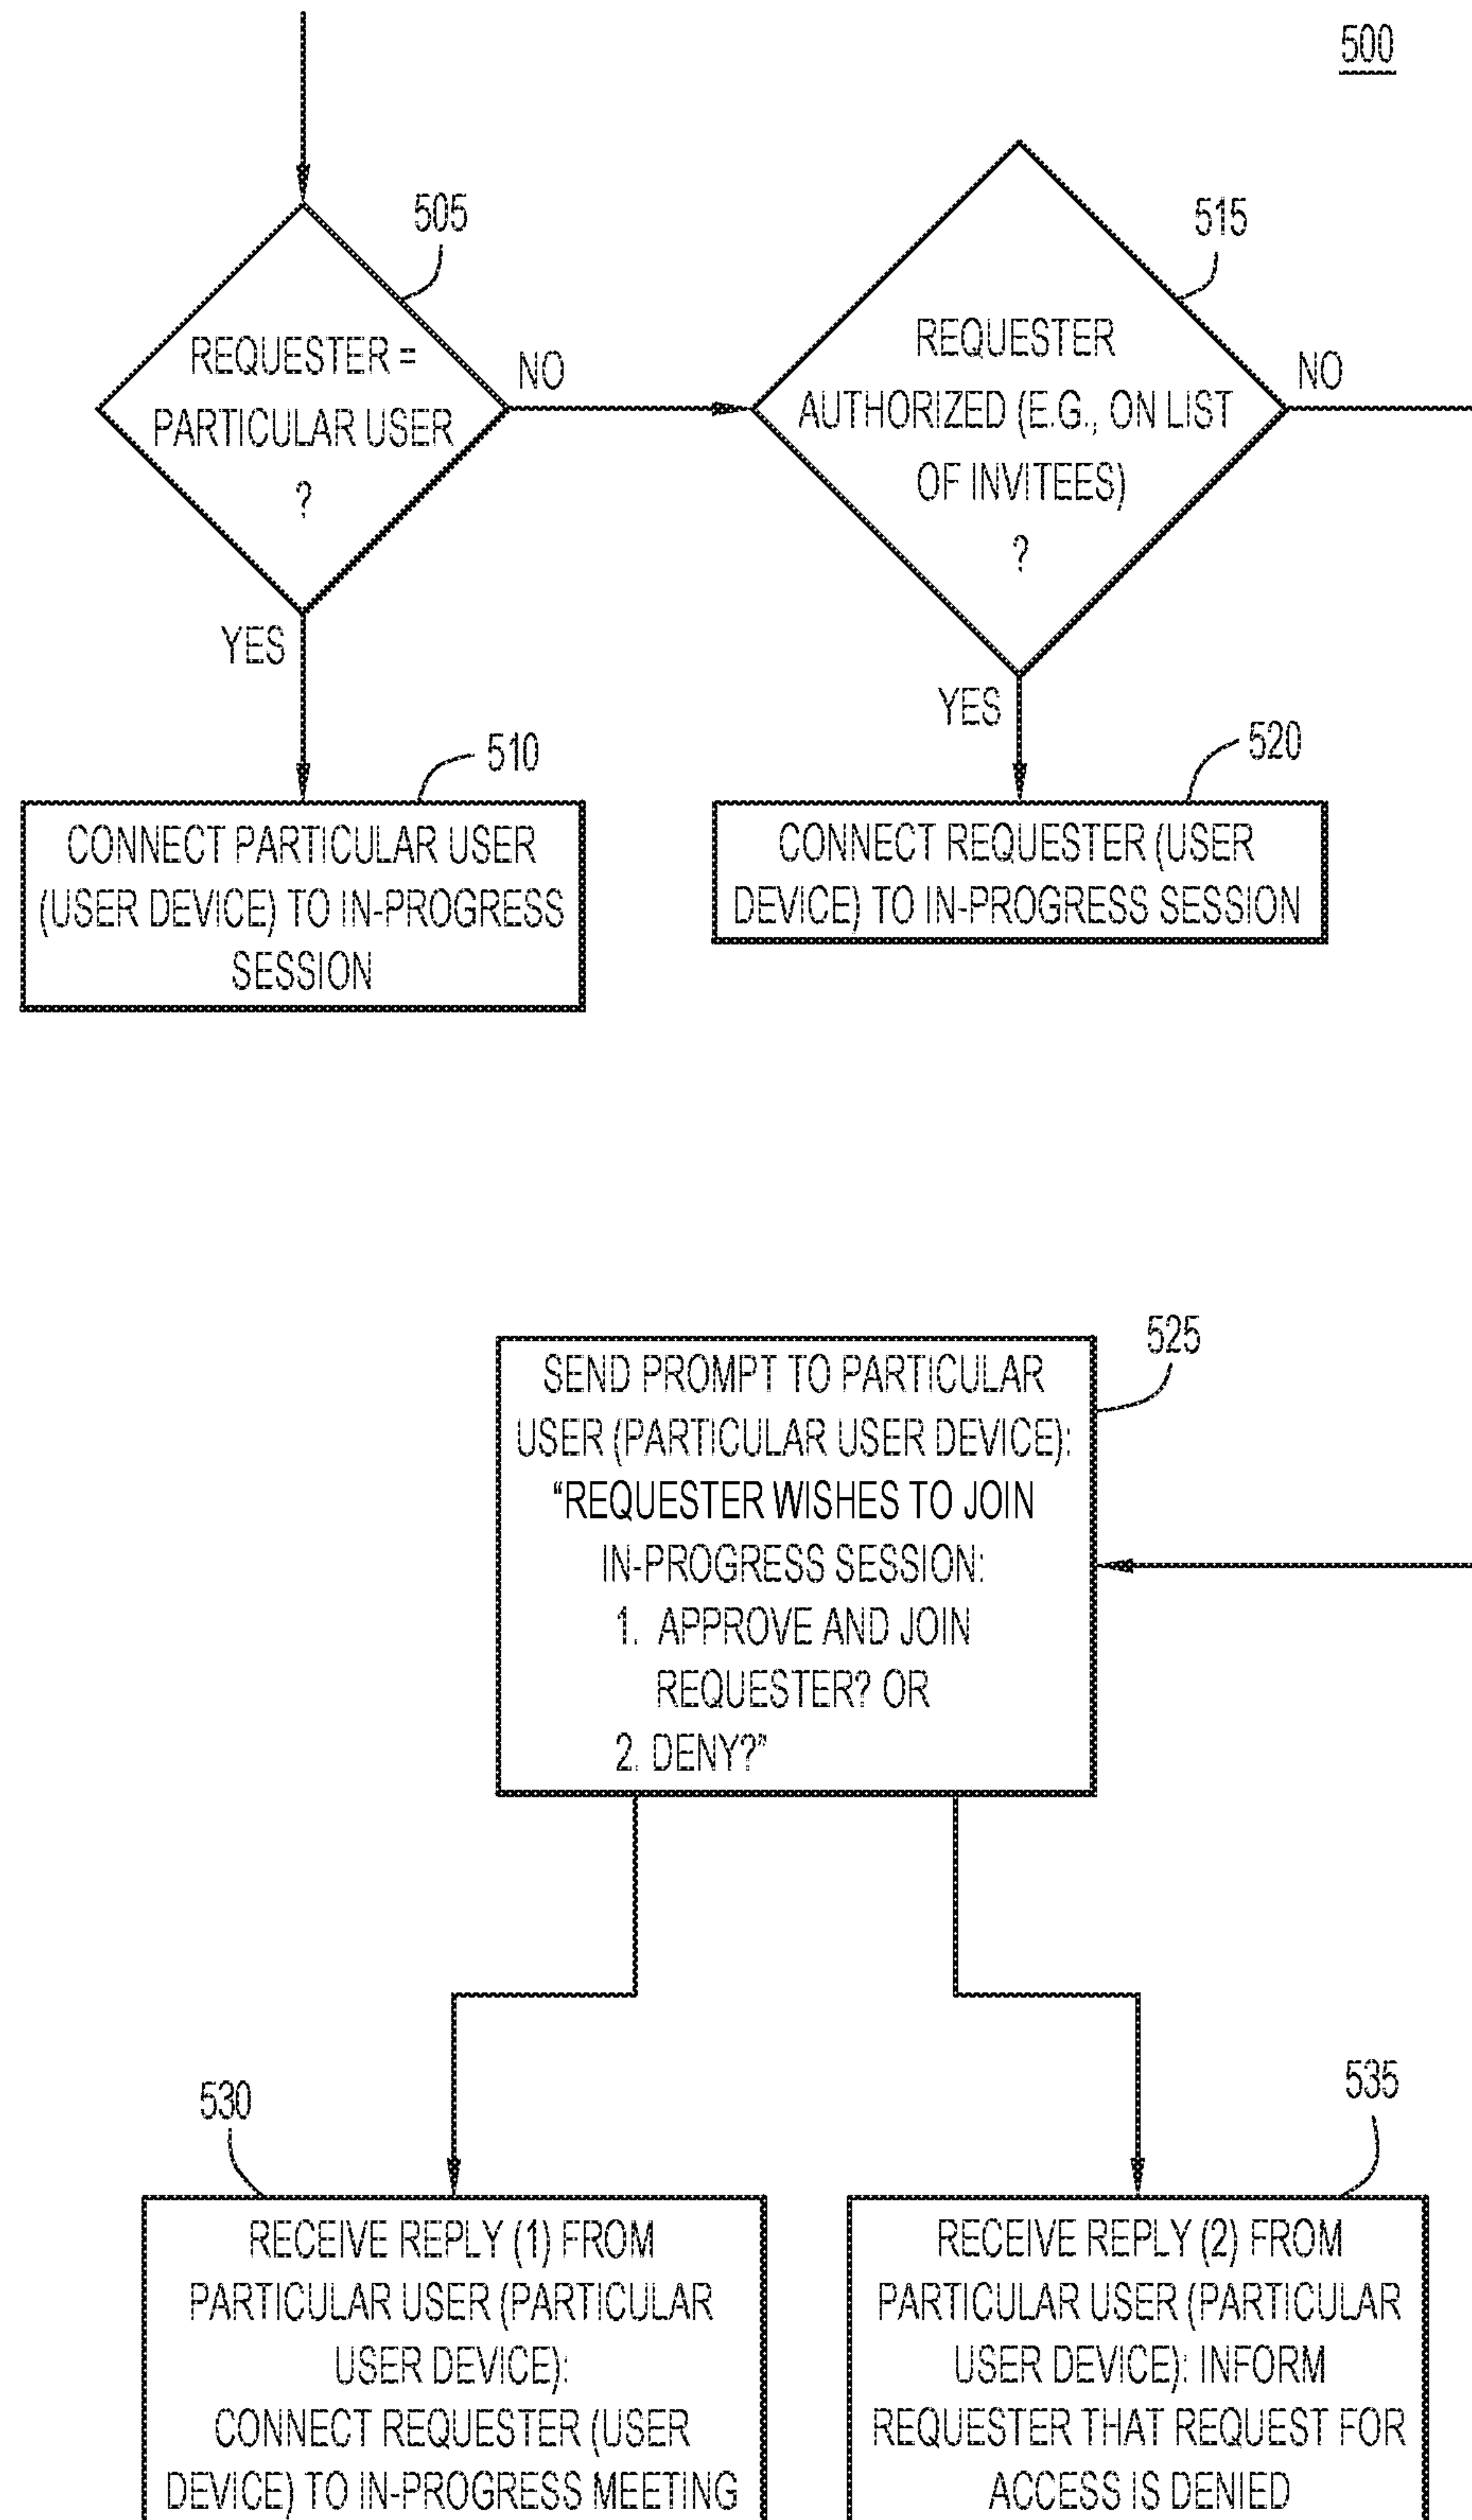 500
505
REQUESTER =
PARTICULAR USER
?
NO
YES
510
CONNECT PARTICULAR USER
(USER DEVICE) TO IN-PROGRESS
SESSION
515
REQUESTER
AUTHORIZED (E.G., ON LIST
OF INVITEES)
?
NO
YES
520
CONNECT REQUESTER (USER
DEVICE) TO IN-PROGRESS SESSION
525
SEND PROMPT TO PARTICULAR
USER (PARTICULAR USER DEVICE):
“REQUESTER WISHES TO JOIN
IN-PROGRESS SESSION:
1. APPROVE AND JOIN
REQUESTER? OR
2. DENY?”
530
RECEIVE REPLY (1) FROM
PARTICULAR USER (PARTICULAR
USER DEVICE):
CONNECT REQUESTER (USER
DEVICE) TO IN-PROGRESS MEETING
535
RECEIVE REPLY (2) FROM
PARTICULAR USER (PARTICULAR
USER DEVICE): INFORM
REQUESTER THAT REQUEST FOR
ACCESS IS DENIED